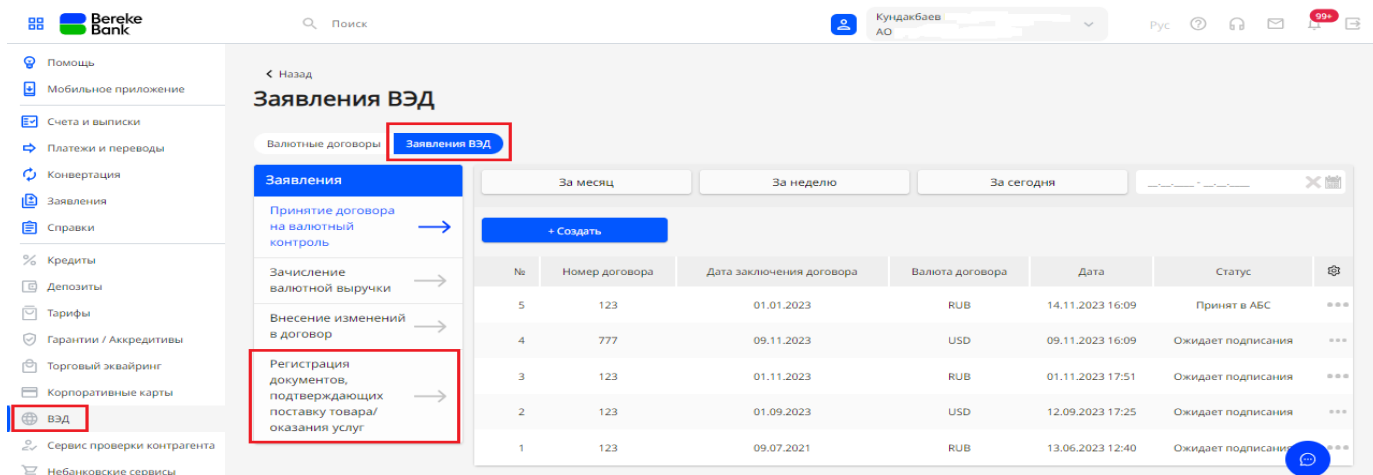 Bereke
Bank
Поиск
Кундакбаев
АО
Рус
99+
Помощь
Мобильное приложение
Счета и выписки
Платежи и переводы
Конвертация
Заявления
Справки
Кредиты
Депозиты
Тарифы
Гарантии / Аккредитивы
Торговый эквайринг
Корпоративные карты
ВЭД
Сервис проверки контрагента
Небанковские сервисы
Назад
Заявления ВЭД
Валютные договоры Заявления ВЭД
Заявления
Принятие договора
на валютный
контроль
Зачисление
валютной выручки
Внесение изменений
в договор
Регистрация
документов,
подтверждающих
поставку товара/
оказания услуг
За месяц За неделю За сегодня __.__.____ - __.__.____
+ Создать
№ Номер договора Дата заключения договора Валюта договора Дата Статус
5 123 01.01.2023 RUB 14.11.2023 16:09 Принят в АБС
4 777 09.11.2023 USD 09.11.2023 16:09 Ожидает подписания
3 123 01.11.2023 RUB 01.11.2023 17:51 Ожидает подписания
2 123 01.09.2023 USD 12.09.2023 17:25 Ожидает подписания
1 123 09.07.2021 RUB 13.06.2023 12:40 Ожидает подписания